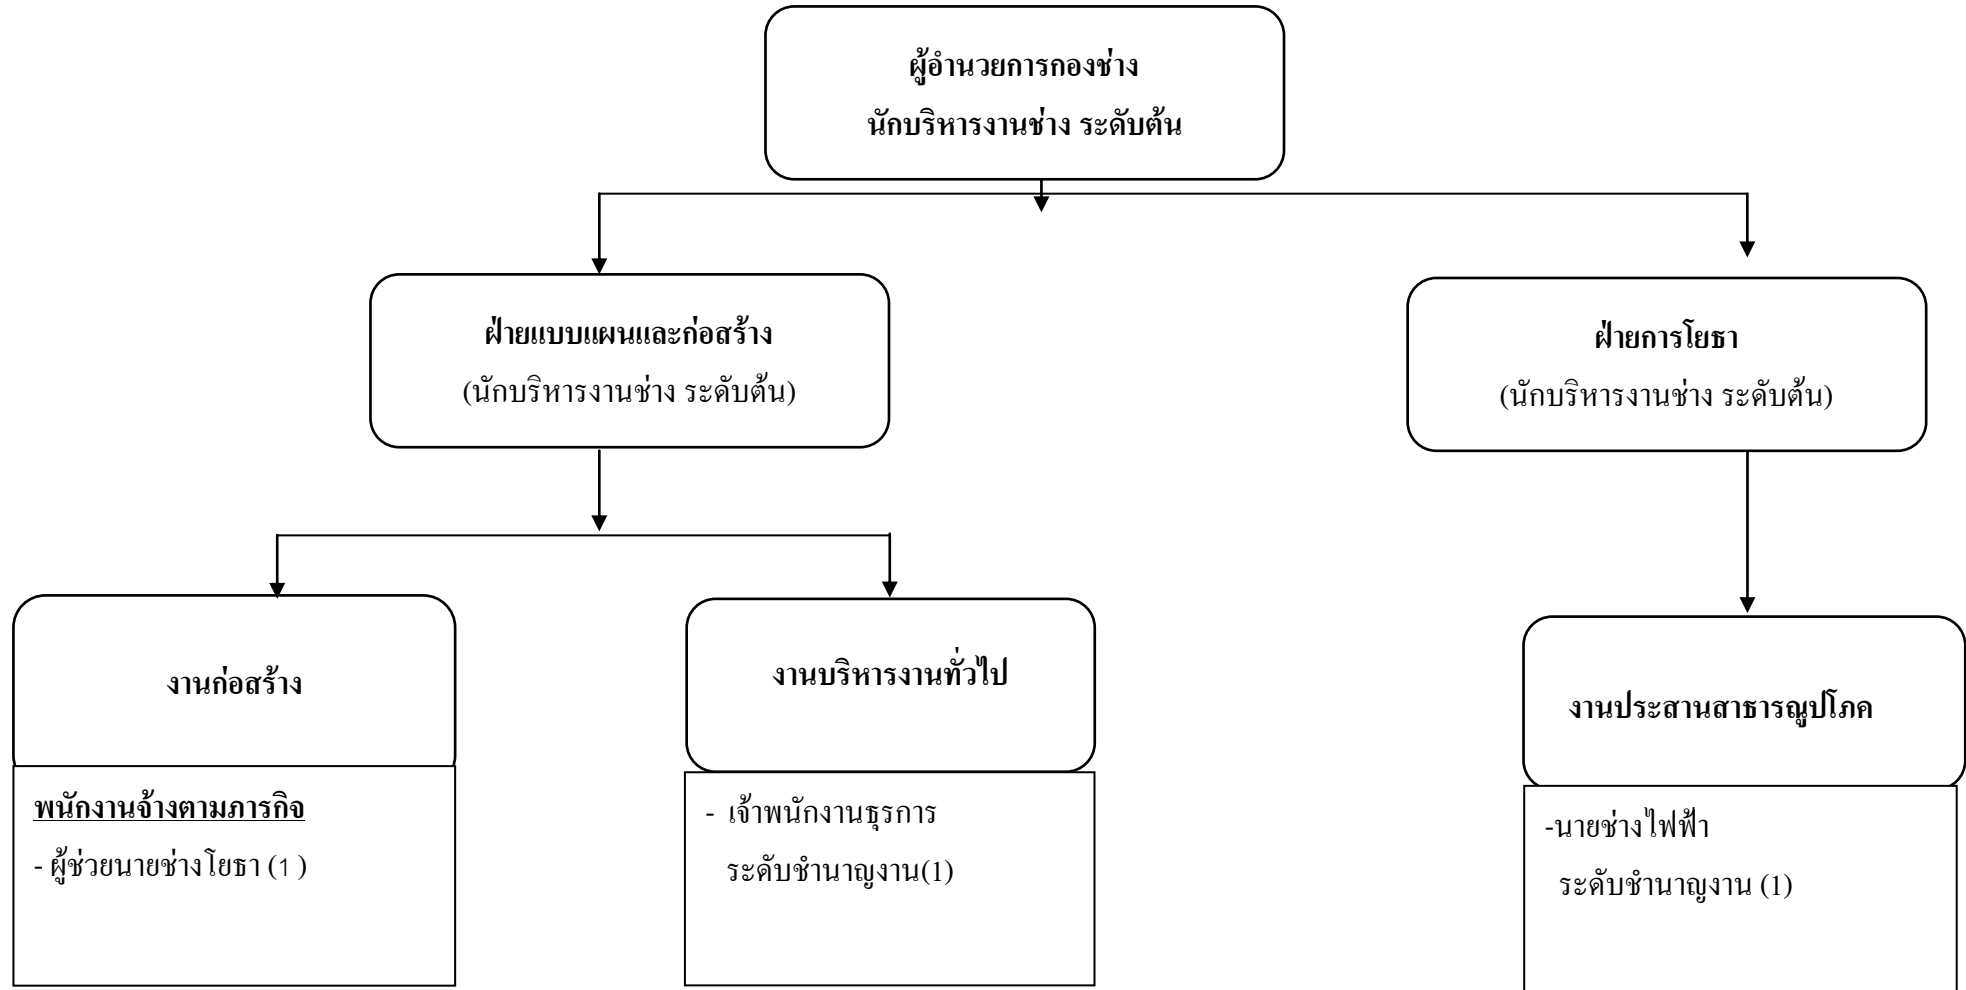 ผู้อำนวยการกองช่าง
นักบริหารงานช่าง ระดับต้น
ฝ่ายแบบแผนและก่อสร้าง
(นักบริหารงานช่าง ระดับต้น)
ฝ่ายการโยธา
(นักบริหารงานช่าง ระดับต้น)
งานก่อสร้าง
พนักงานจ้างตามภารกิจ
- ผู้ช่วยนายช่างโยธา (1 )
งานบริหารงานทั่วไป
- เจ้าพนักงานธุรการ
ระดับชำนาญงาน(1)
งานประสานสาธารณูปโภค
-นายช่างไฟฟ้า
ระดับชำนาญงาน (1)